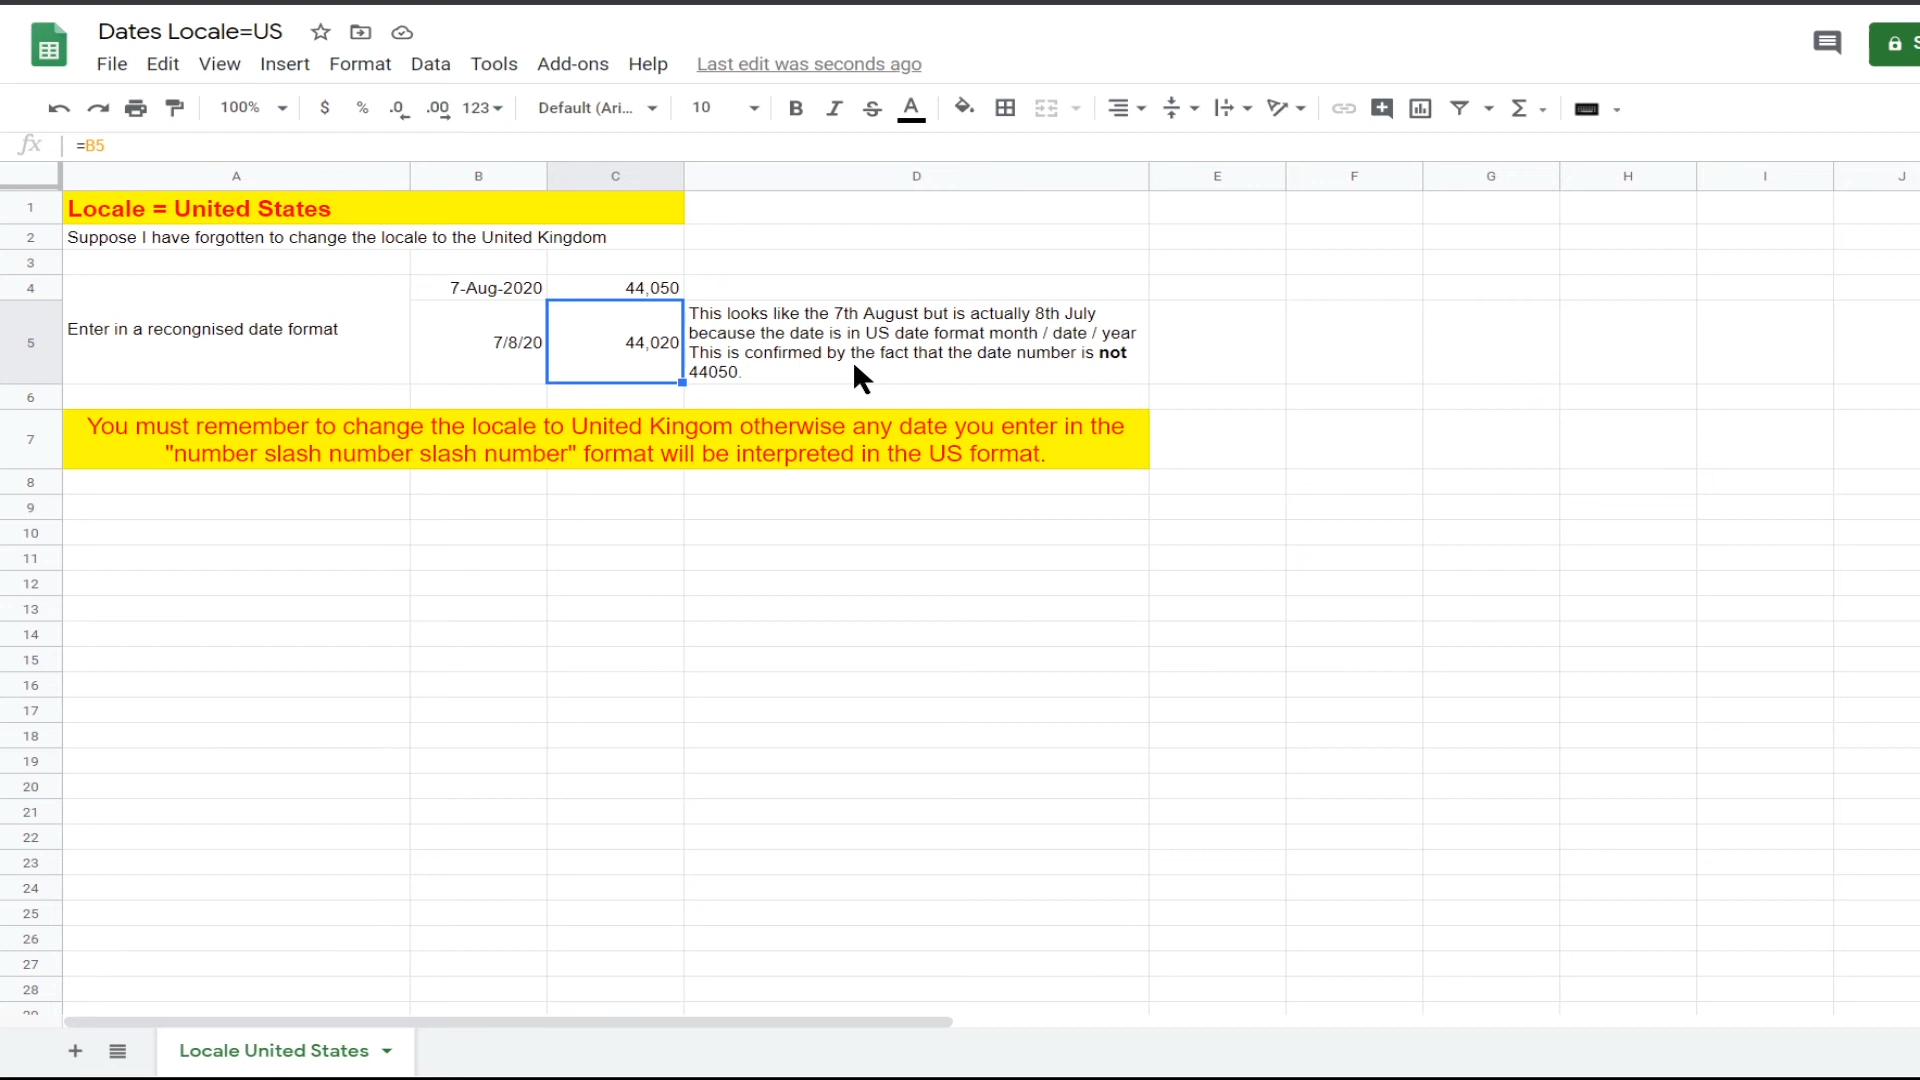 Dates Locale=US
File Edit View Insert Format Data Tools Add-ons Help Last edit was seconds ago
100% $ % .0 .00 123 Default (Ari... 10 B I S A
fx =B5
A B C D E F G H I J
1 Locale = United States
2 Suppose I have forgotten to change the locale to the United Kingdom
3
4 7-Aug-2020 44,050
5 Enter in a recongnised date format 7/8/20 44,020
This looks like the 7th August but is actually 8th July
because the date is in US date format month / date / year
This is confirmed by the fact that the date number is not
44050.
6
7 You must remember to change the locale to United Kingom otherwise any date you enter in the
"number slash number slash number" format will be interpreted in the US format.
8
9
10
11
12
13
14
15
16
17
18
19
20
21
22
23
24
25
26
27
28
Locale United States